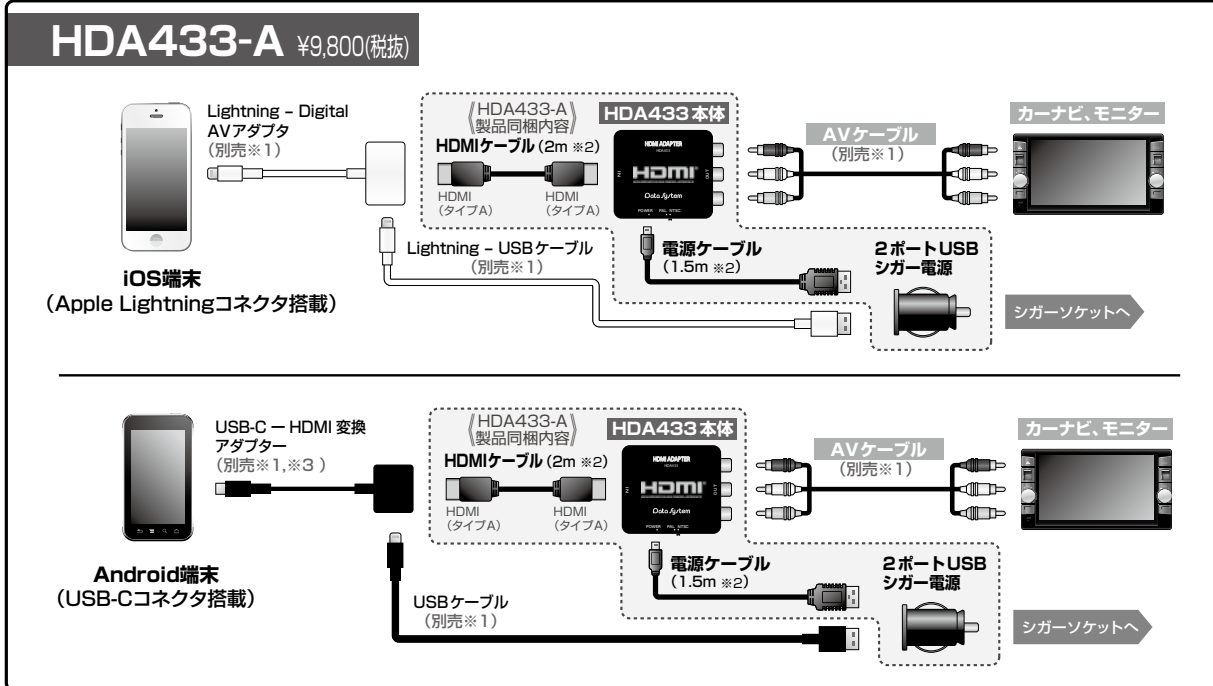 HDA433-A ¥9,800(税抜)
Lightning – Digital
AVアダプタ
(別売※1)
iOS端末
(Apple Lightningコネクタ搭載)
《HDA433-A
製品同梱内容》
HDMIケーブル(2m ※2)
HDMI
(タイプA)
HDMI
(タイプA)
HDA433本体
HDMI ADAPTER
HDA433
IN
HDMI
OUT
Data System
POWER PAL NTSC
AVケーブル
(別売※1)
カーナビ、モニター
Lightning – USBケーブル
(別売※1)
電源ケーブル
(1.5m ※2)
2ポートUSB
シガー電源
シガーソケットへ
USB-C ー HDMI 変換
アダプター
(別売※1,※3 )
Android端末
(USB-Cコネクタ搭載)
《HDA433-A
製品同梱内容》
HDMIケーブル(2m ※2)
HDMI
(タイプA)
HDMI
(タイプA)
HDA433本体
HDMI ADAPTER
HDA433
IN
HDMI
OUT
Data System
POWER PAL NTSC
AVケーブル
(別売※1)
カーナビ、モニター
USBケーブル
(別売※1)
電源ケーブル
(1.5m ※2)
2ポートUSB
シガー電源
シガーソケットへ